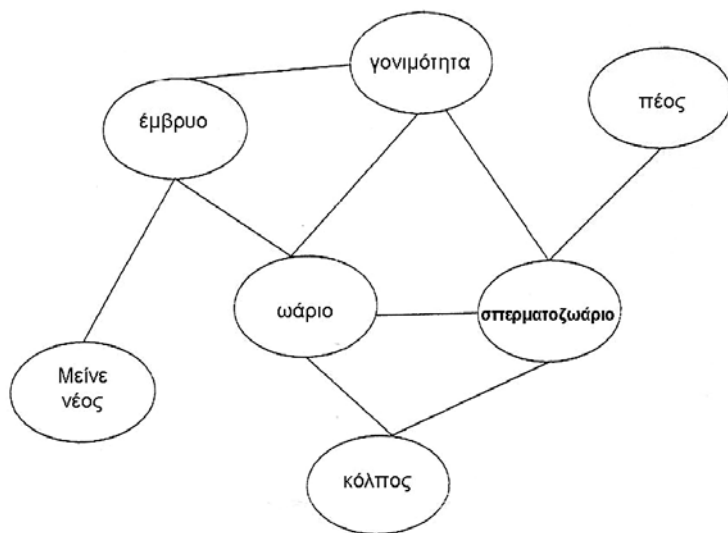 γονιμότητα
πέος
έμβρυο
ωάριο
σπερματοζωάριο
Μείνε
νέος
κόλπος